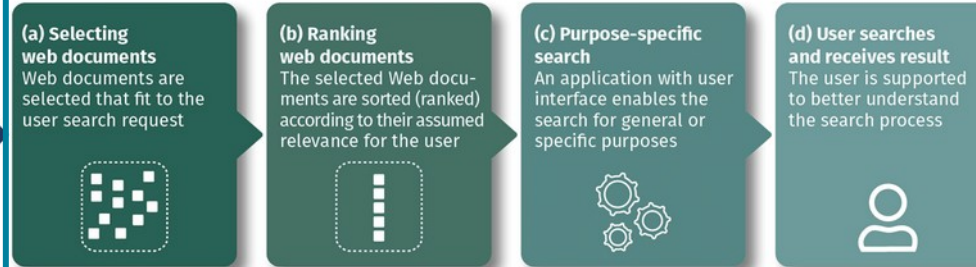 (a) Selecting
web documents
Web documents are
selected that fit to the
user search request
(b) Ranking
web documents
The selected Web docu-
ments are sorted (ranked)
according to their assumed
relevance for the user
(c) Purpose-specific
search
An application with user
interface enables the
search for general or
specific purposes
(d) User searches
and receives result
The user is supported
to better understand
the search process